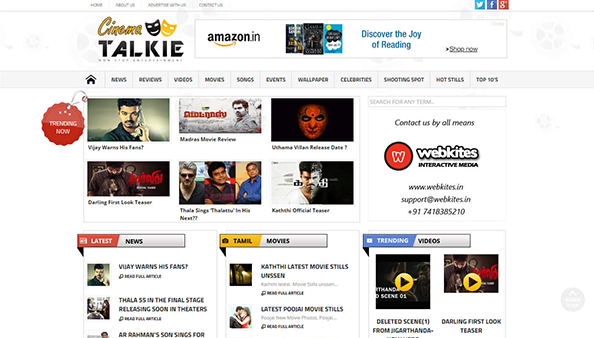 HOME ABOUT US ADVERTISE WITH US CONTACT US
Cinema
TALKIE
NON STOP ENTERTAINMENT
amazon.in
Discover the Joy
of Reading
›Shop now
NEWS REVIEWS VIDEOS MOVIES SONGS EVENTS WALLPAPER CELEBRITIES SHOOTING SPOT HOT STILLS TOP 10'S
TRENDING
NOW
Vijay Warns His Fans?
Madras Movie Review
Uthama Villan Release Date ?
Darling First Look Teaser
Thala Sings 'Thalattu' In His
Next??
Kaththi Official Teaser
SEARCH FOR ANY TERM..
Contact us by all means
W webkites
INTERACTIVE MEDIA
www.webkites.in
support@webkites.in
+91 7418385210
LATEST NEWS
VIJAY WARNS HIS FANS?
READ FULL ARTICLE
THALA 55 IN THE FINAL STAGE
RELEASING SOON IN THEATERS
READ FULL ARTICLE
AR RAHMAN'S SON SINGS FOR
TAMIL MOVIES
KATHTHI LATEST MOVIE STILLS
UNSSEN
Kaththi latest Movie Stills unssen...
READ FULL ARTICLE
LATEST POOJAI MOVIE STILLS
Poojai New Movie Photos, Poojai...
READ FULL ARTICLE
TRENDING VIDEOS
DELETED SCENE(1)
FROM JIGARTHANDA-
DARLING FIRST LOOK
TEASER